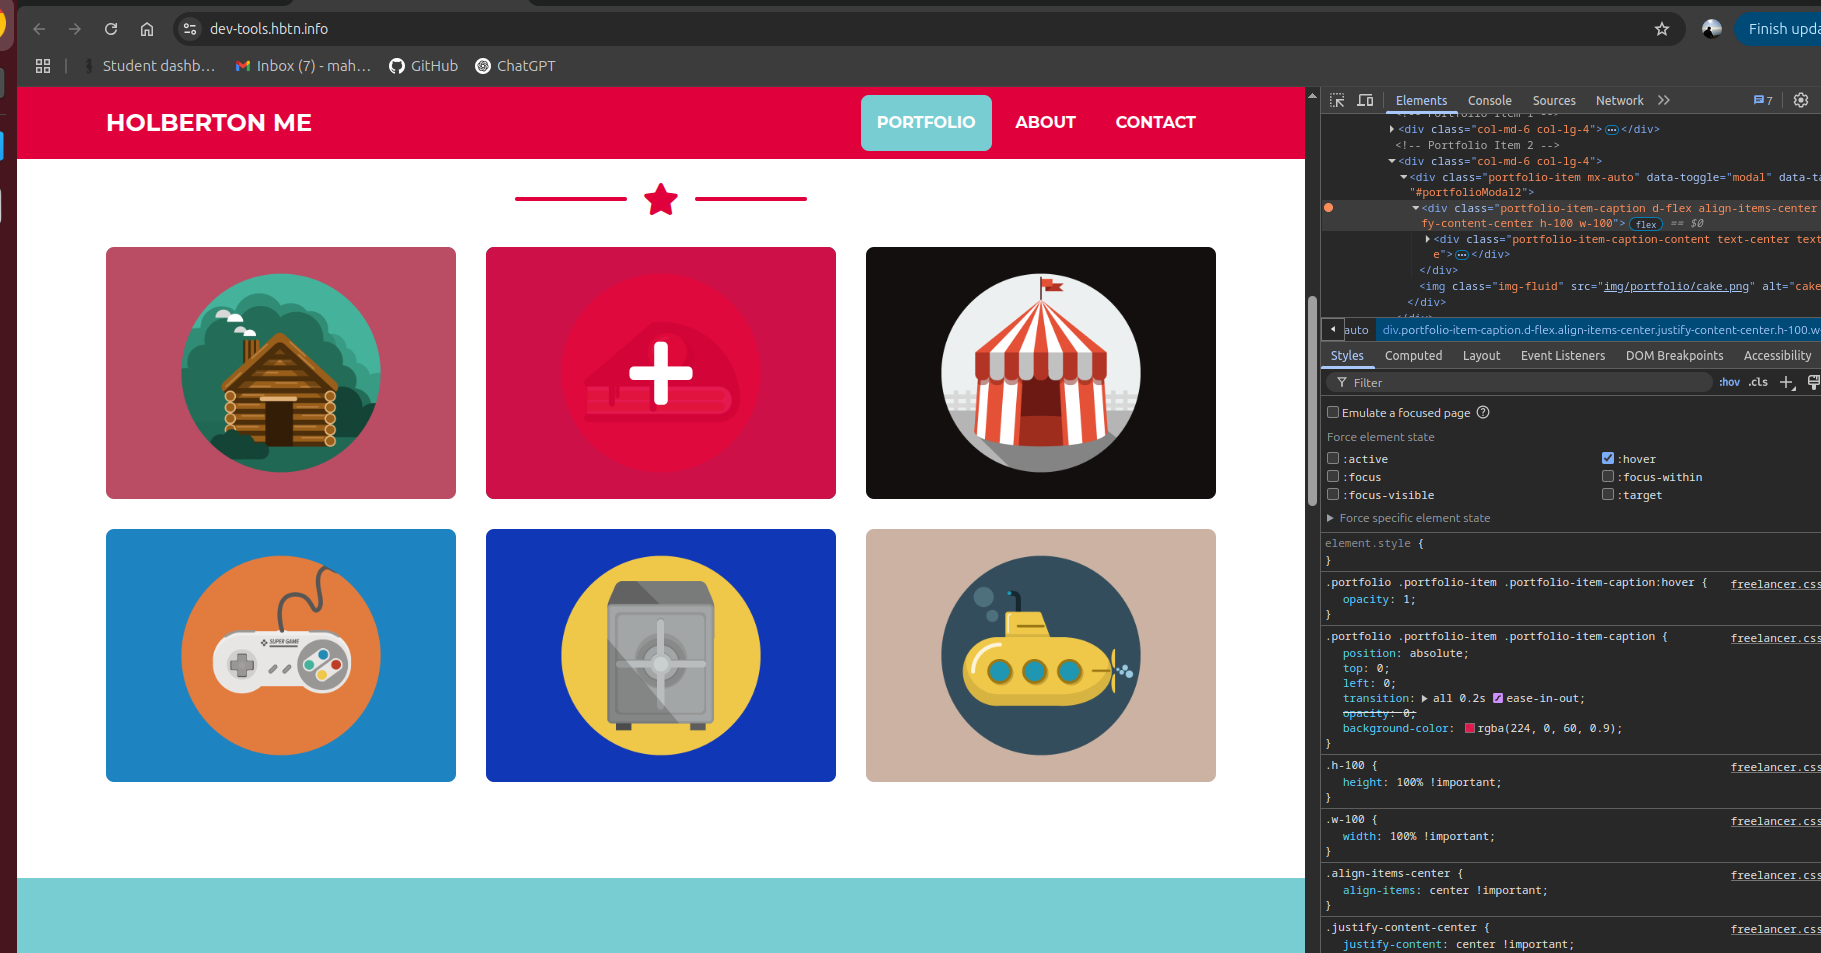 dev-tools.hbtn.info
Finish upda
Student dashb...
Inbox (7) - mah...
GitHub
ChatGPT
HOLBERTON ME
PORTFOLIO
ABOUT
CONTACT
SUPER GAME
Elements
Console
Sources
Network
7
<!-- Portfolio Item 1 -->
<div class="col-md-6 col-lg-4">…</div>
<!-- Portfolio Item 2 -->
<div class="col-md-6 col-lg-4">
<div class="portfolio-item mx-auto" data-toggle="modal" data-ta
"#portfolioModal2">
<div class="portfolio-item-caption d-flex align-items-center
fy-content-center h-100 w-100"> flex == $0
<div class="portfolio-item-caption-content text-center text
e">…</div>
</div>
<img class="img-fluid" src="img/portfolio/cake.png" alt="cake
</div>
auto
div.portfolio-item-caption.d-flex.align-items-center.justify-content-center.h-100.w
Styles
Computed
Layout
Event Listeners
DOM Breakpoints
Accessibility
Filter
:hov
.cls
Emulate a focused page
Force element state
:active
:hover
:focus
:focus-within
:focus-visible
:target
Force specific element state
element.style {
}
.portfolio .portfolio-item .portfolio-item-caption:hover { freelancer.css
opacity: 1;
}
.portfolio .portfolio-item .portfolio-item-caption { freelancer.css
position: absolute;
top: 0;
left: 0;
transition: all 0.2s ease-in-out;
opacity: 0;
background-color: rgba(224, 0, 60, 0.9);
}
.h-100 { freelancer.css
height: 100% !important;
}
.w-100 { freelancer.css
width: 100% !important;
}
.align-items-center { freelancer.css
align-items: center !important;
}
.justify-content-center { freelancer.css
justify-content: center !important;